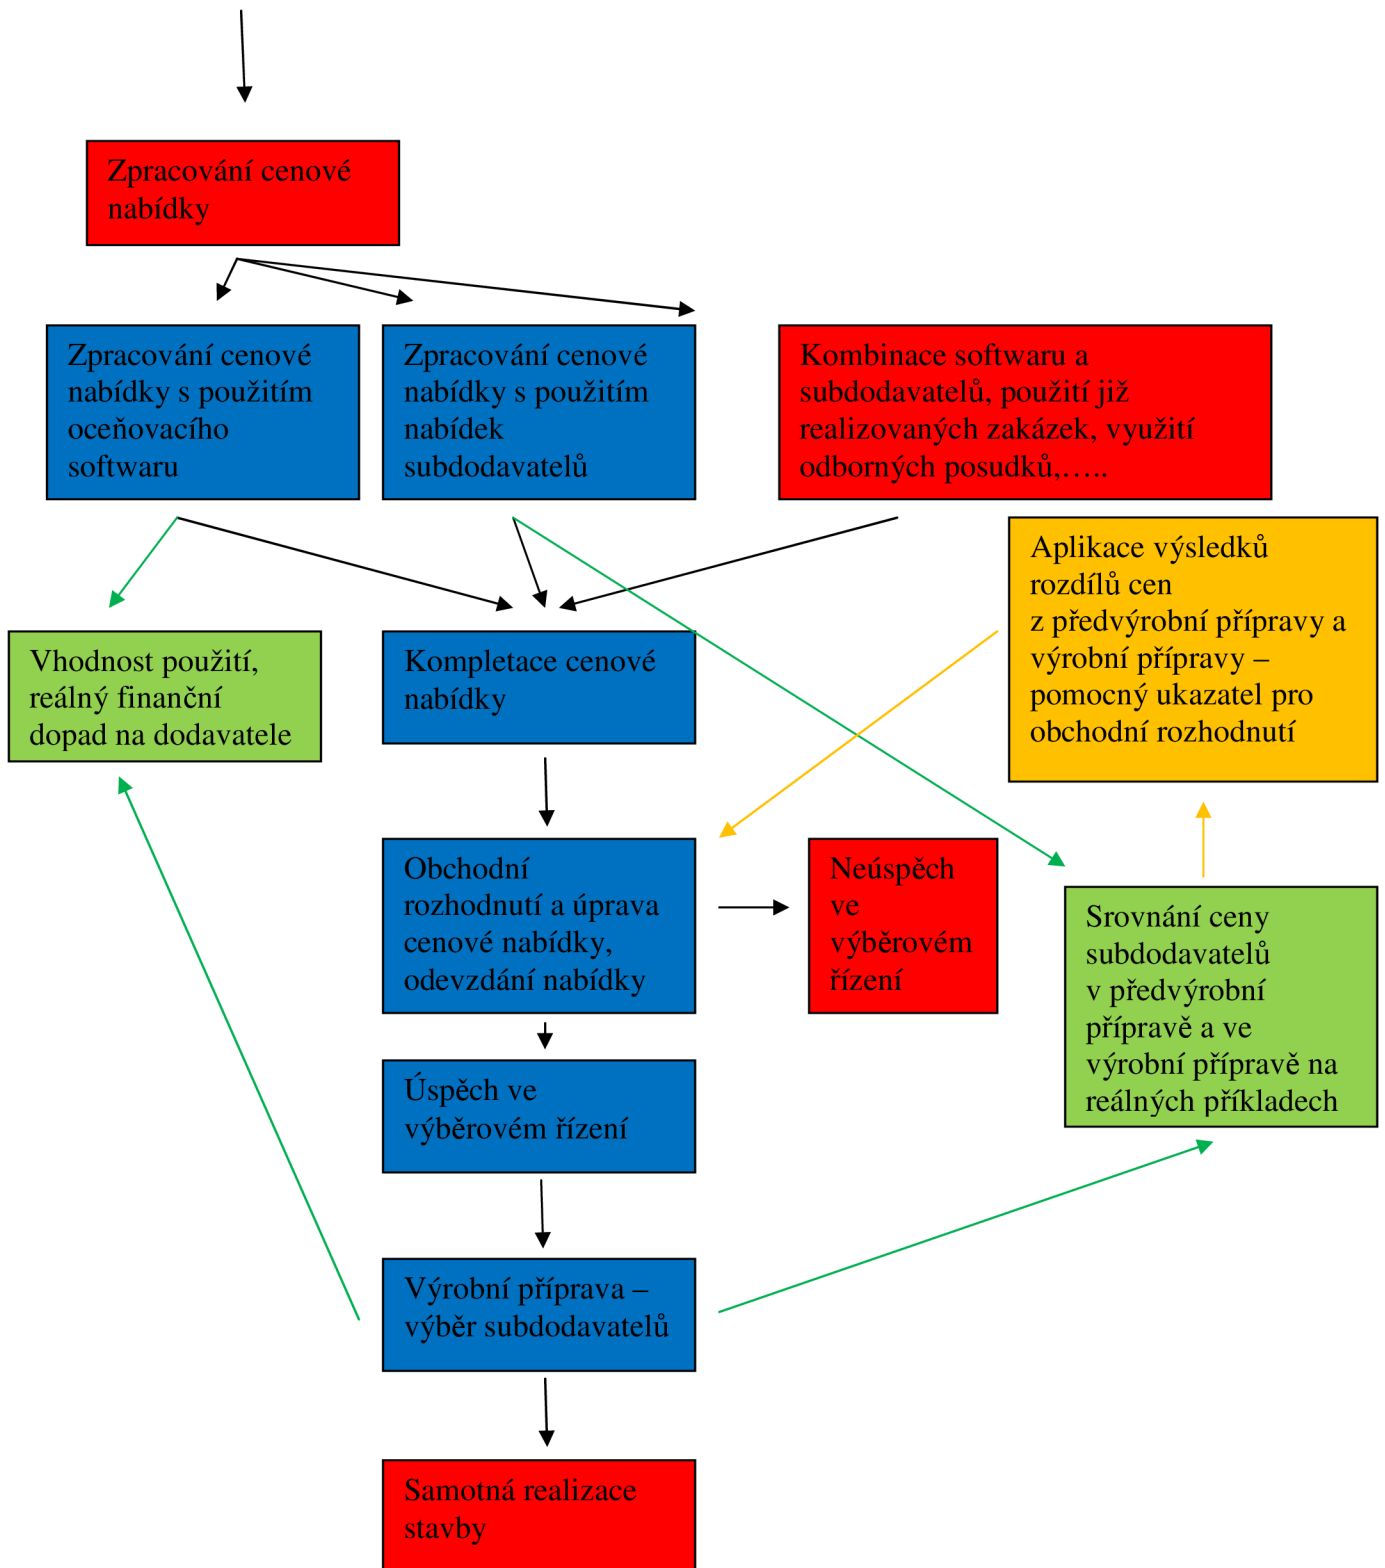 Zpracování cenové
nabídky
Zpracování cenové
nabídky s použitím
oceňovacího
softwaru
Zpracování cenové
nabídky s použitím
nabídek
subdodavatelů
Kombinace softwaru a
subdodavatelů, použití již
realizovaných zakázek, využití
odborných posudků,…..
Aplikace výsledků
rozdílů cen
z předvýrobní přípravy a
výrobní přípravy –
pomocný ukazatel pro
obchodní rozhodnutí
Vhodnost použití,
reálný finanční
dopad na dodavatele
Kompletace cenové
nabídky
Obchodní
rozhodnutí a úprava
cenové nabídky,
odevzdání nabídky
Neúspěch
ve
výběrovém
řízení
Srovnání ceny
subdodavatelů
v předvýrobní
přípravě a ve
výrobní přípravě na
reálných příkladech
Úspěch ve
výběrovém řízení
Výrobní příprava –
výběr subdodavatelů
Samotná realizace
stavby